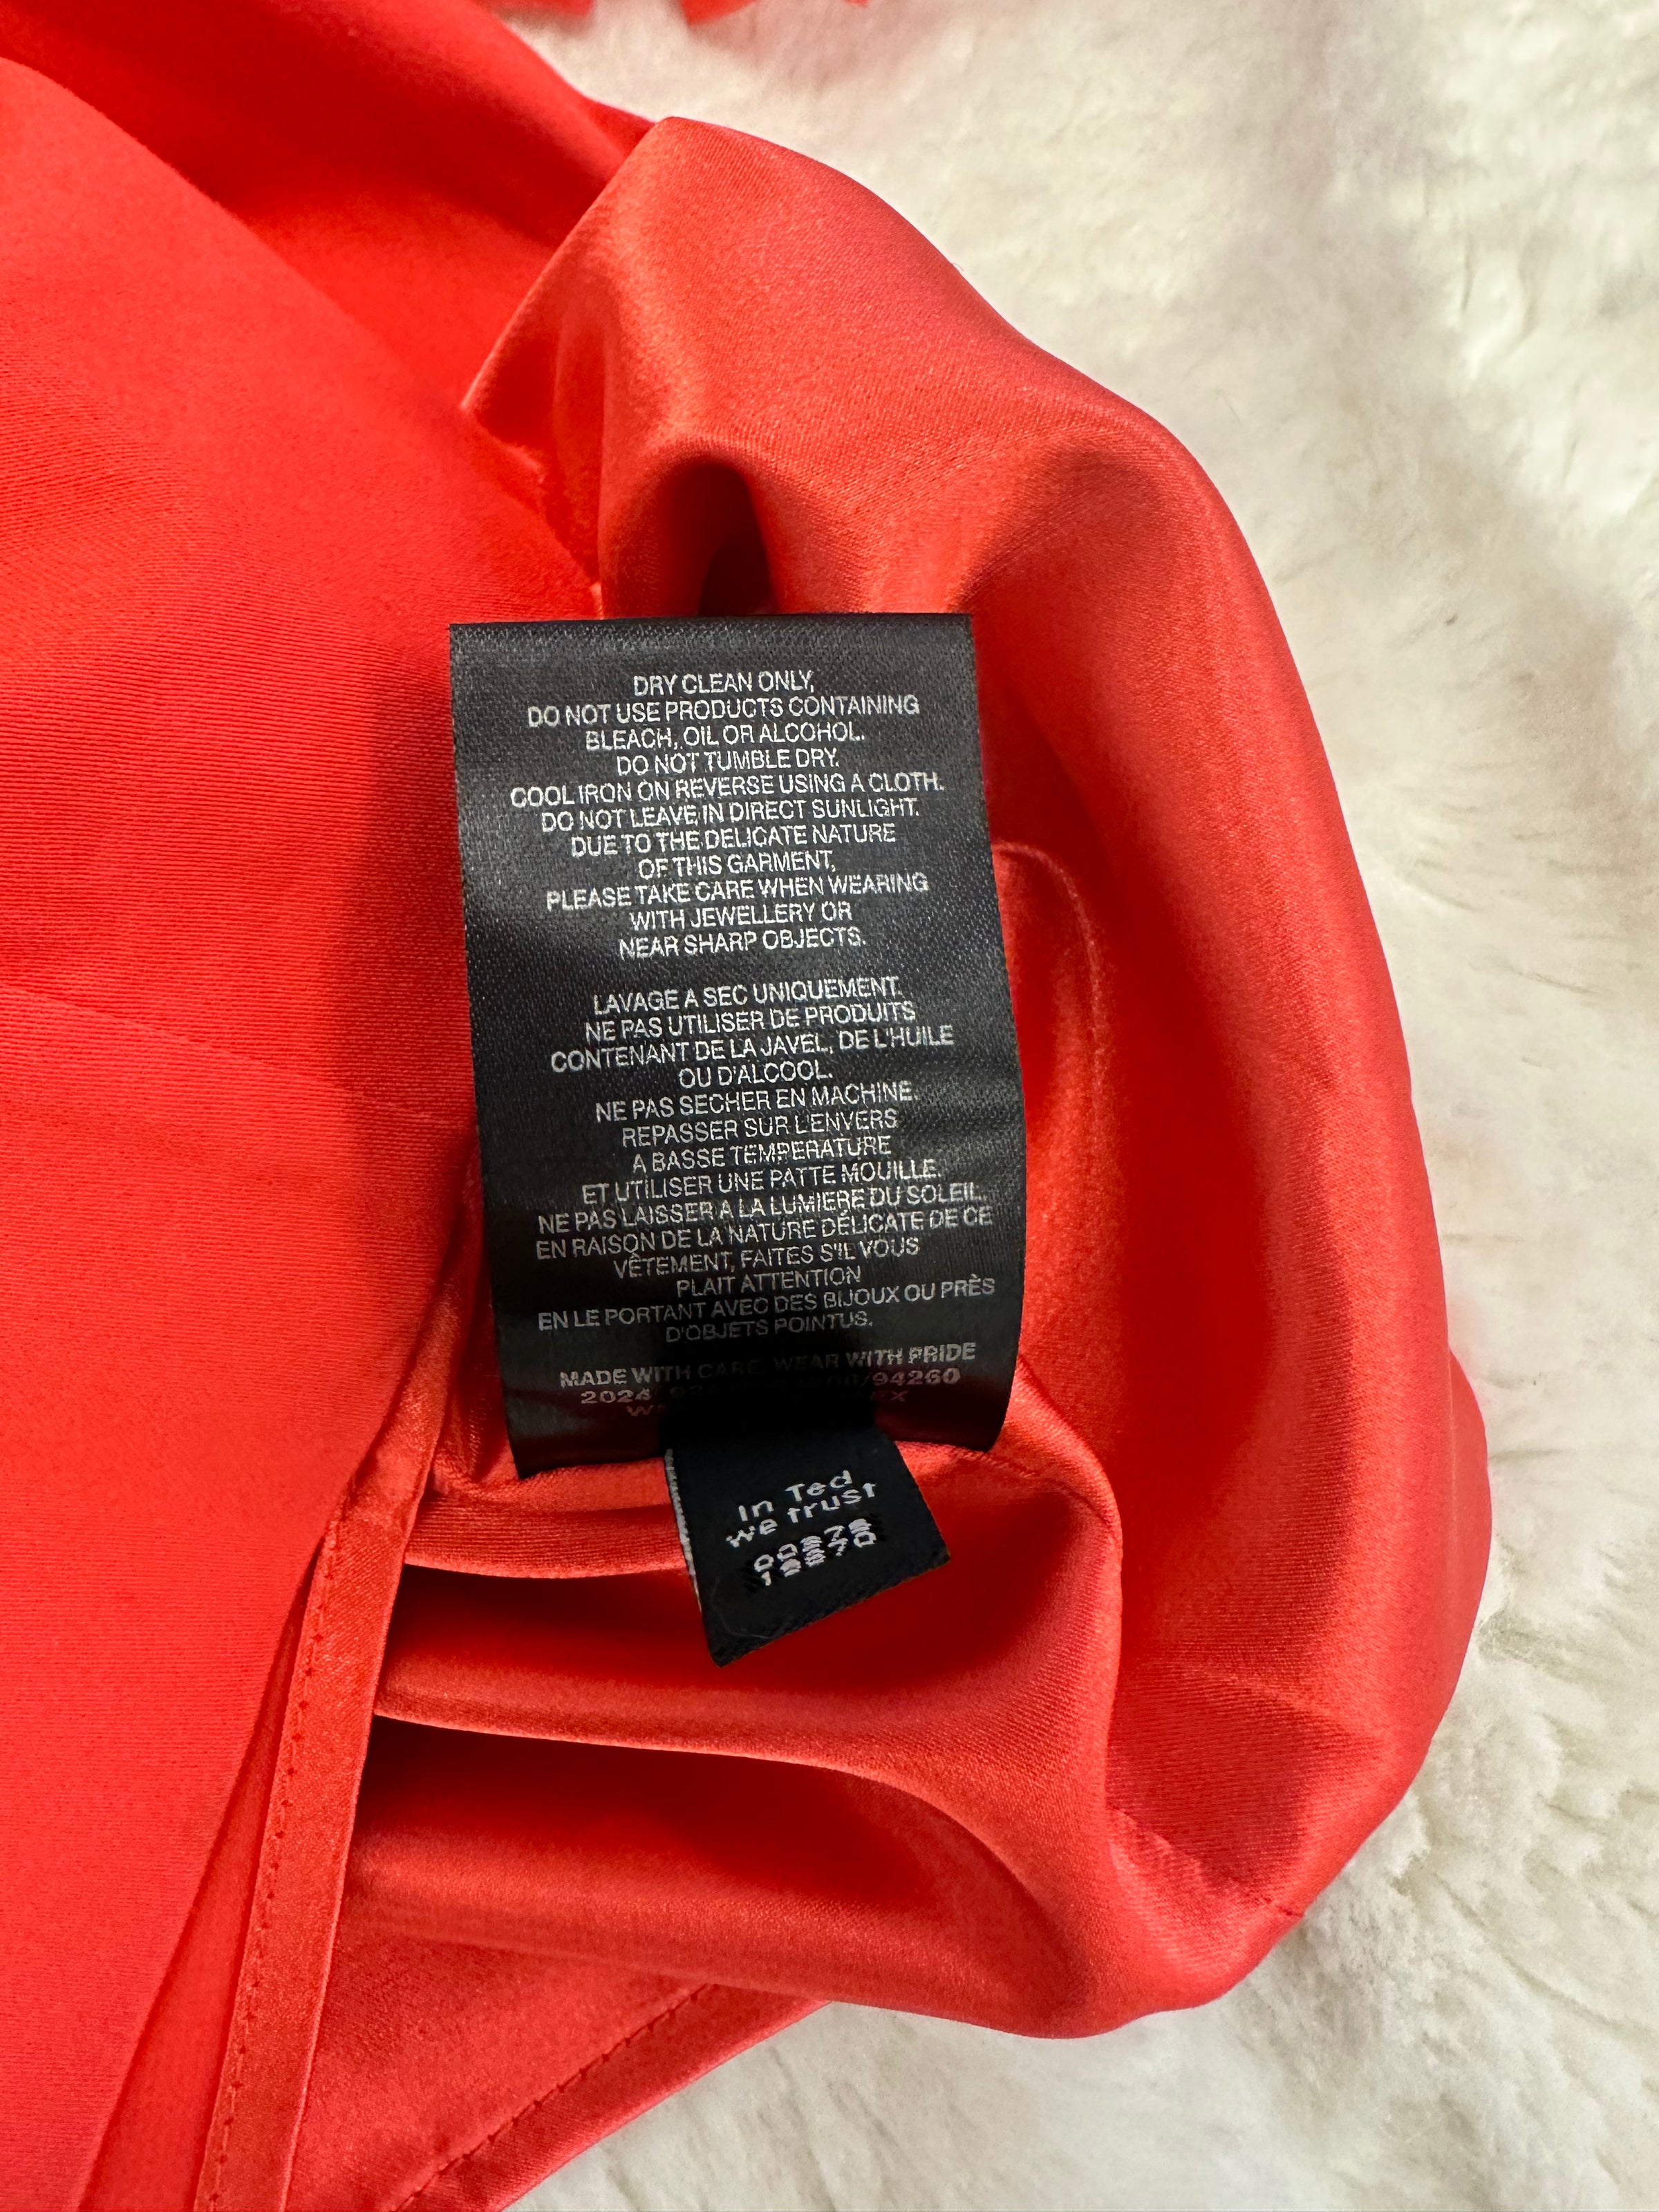 DRY CLEAN ONLY,
DO NOT USE PRODUCTS CONTAINING
BLEACH, OIL OR ALCOHOL.
DO NOT TUMBLE DRY.
COOL IRON ON REVERSE USING A CLOTH.
DO NOT LEAVE IN DIRECT SUNLIGHT.
DUE TO THE DELICATE NATURE
OF THIS GARMENT,
PLEASE TAKE CARE WHEN WEARING
WITH JEWELLERY OR
NEAR SHARP OBJECTS.
LAVAGE A SEC UNIQUEMENT.
NE PAS UTILISER DE PRODUITS
CONTENANT DE LA JAVEL, DE L'HUILE
OU D'ALCOOL.
NE PAS SECHER EN MACHINE.
REPASSER SUR L'ENVERS
A BASSE TEMPERATURE
ET UTILISER UNE PATTE MOUILLE.
NE PAS LAISSER A LA LUMIERE DU SOLEIL.
EN RAISON DE LA NATURE DÉLICATE DE CE
VÊTEMENT, FAITES S'IL VOUS
PLAIT ATTENTION
EN LE PORTANT AVEC DES BIJOUX OU PRÈS
D'OBJETS POINTUS.
MADE WITH CARE. WEAR WITH PRIDE
In Ted
we trust